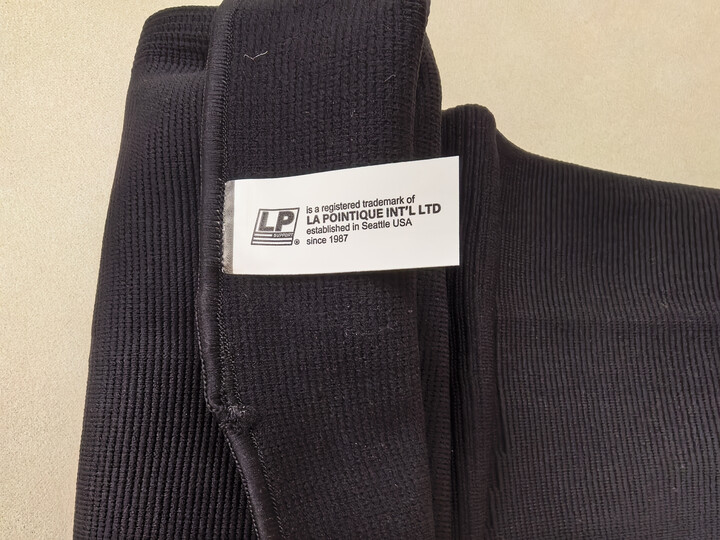 LP
SUPPORT
®
is a registered trademark of
LA POINTIQUE INT'L LTD
established in Seattle USA
since 1987